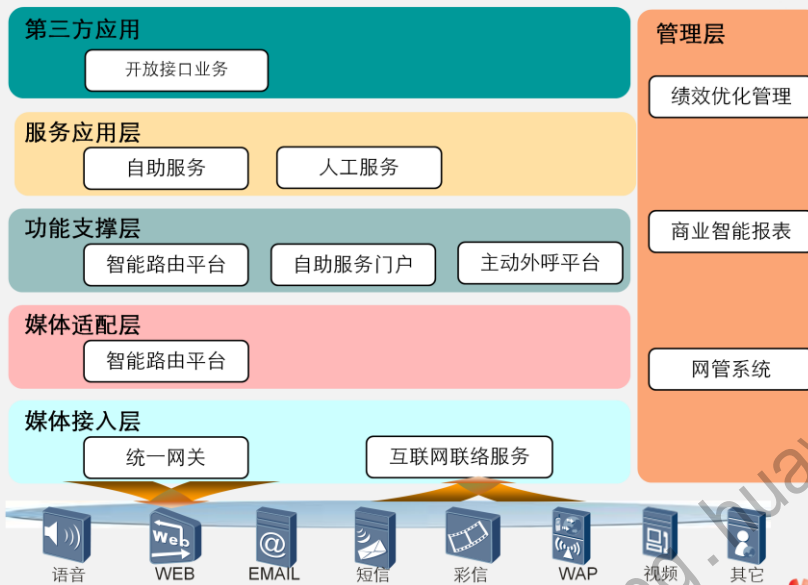 第三方应用
开放接口业务
服务应用层
自助服务
人工服务
功能支撑层
智能路由平台
自助服务门户
主动外呼平台
媒体适配层
智能路由平台
媒体接入层
统一网关
互联网联络服务
管理层
绩效优化管理
商业智能报表
网管系统
Web
@
语音
WEB
EMAIL
短信
彩信
WAP
视频
其它